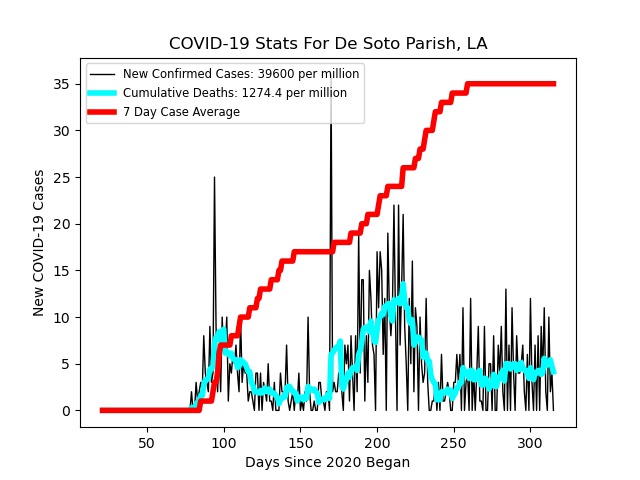 COVID-19 Stats For De Soto Parish, LA
New Confirmed Cases: 39600 per million
Cumulative Deaths: 1274.4 per million
7 Day Case Average
New COVID-19 Cases
35
30
25
20
15
10
5
0
50
100
150
200
250
300
Days Since 2020 Began